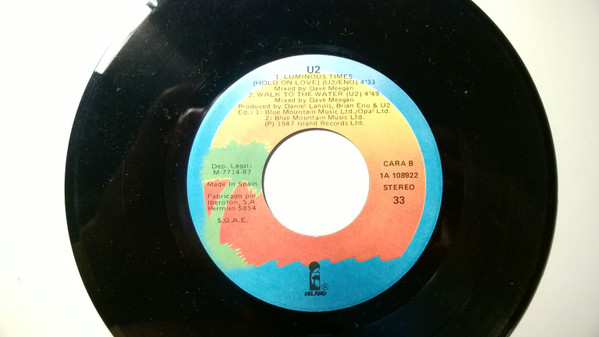 U2
1. LUMINOUS TIMES
(HOLD ON LOVE) (U2/ENO) 4'33
Mixed by Dave Meegan
2. WALK TO THE WATER (U2) 4'49
Mixed by Dave Meegan
Produced by Daniel Lanois, Brian Eno & U2
Ed.: 1: Blue Mountain Music Ltd./Opal Ltd.
2: Blue Mountain Music Ltd.
(P) 1987 Island Records Ltd.
Dep. Legal:
M-7714-87
Made in Spain
Fabricado por
Iberofon, S.A.
Permiso 5854
S.G.A.E.
CARA B
1A 108922
STEREO
33
ISLAND